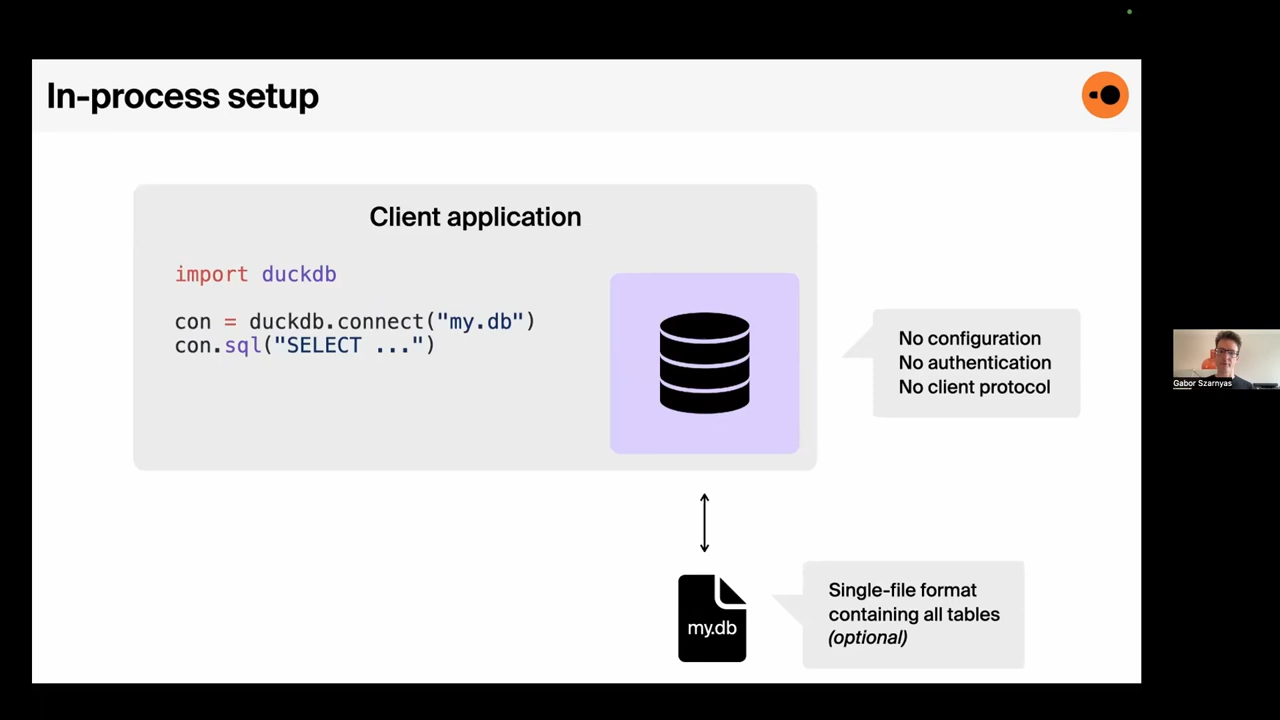 In-process setup
Client application
import duckdb
con = duckdb.connect("my.db")
con.sql("SELECT ...")
No configuration
No authentication
No client protocol
Gabor Szarnyas
my.db
Single-file format
containing all tables
(optional)